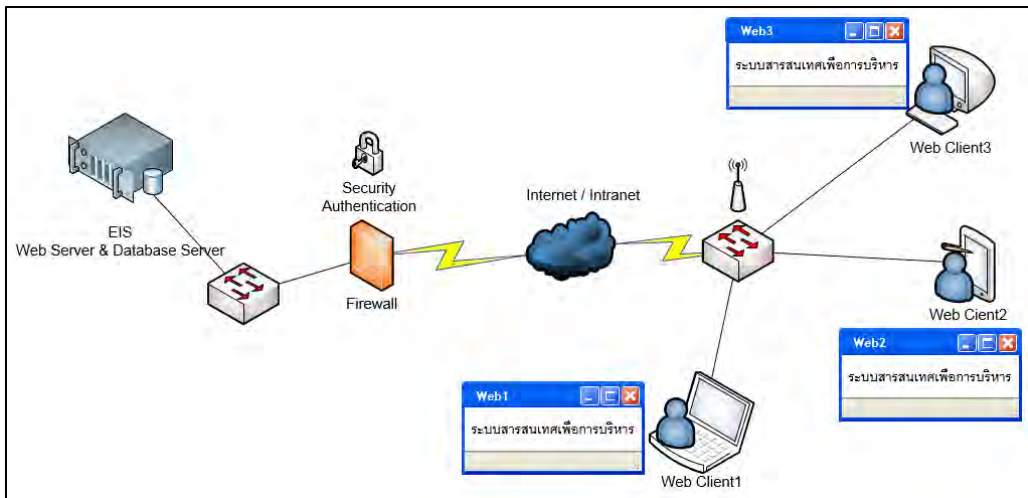 Web3
ระบบสารสนเทศเพื่อการบริหาร
Web Client3
Security
Authentication
Internet / Intranet
EIS
Web Server & Database Server
Firewall
Web Cient2
Web2
ระบบสารสนเทศเพื่อการบริหาร
Web1
ระบบสารสนเทศเพื่อการบริหาร
Web Client1